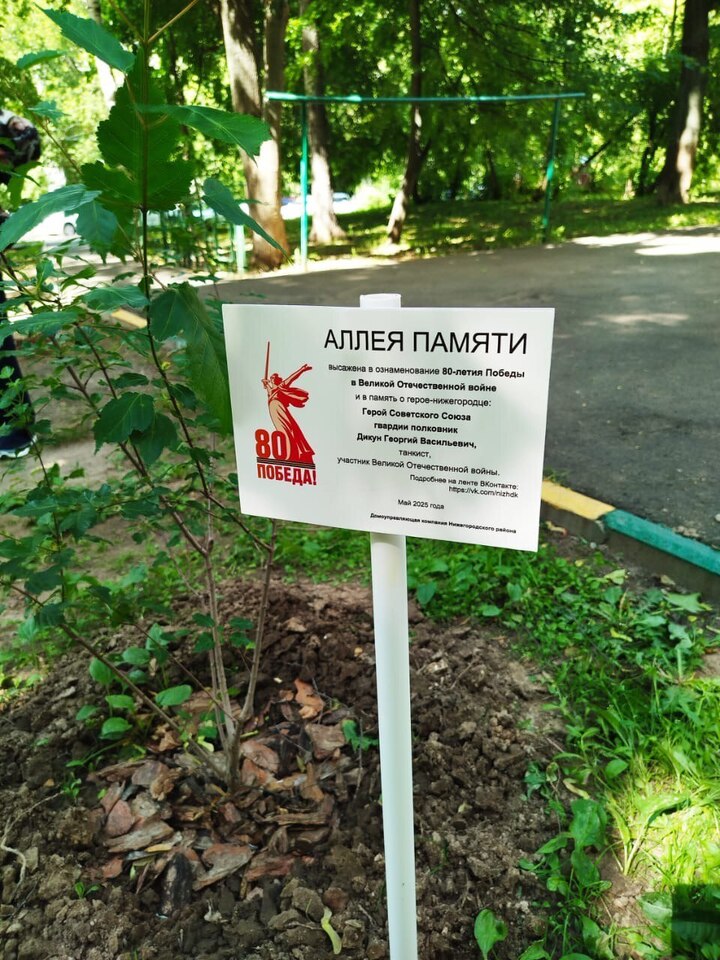 АЛЛЕЯ ПАМЯТИ
высажена в ознаменование 80-летия Победы
в Великой Отечественной войне
и в память о герое-нижегородце:
Герой Советского Союза
гвардии полковник
Дикун Георгий Васильевич,
танкист,
участник Великой Отечественной войны.
Подробнее на ленте ВКонтакте:
https://vk.com/nizhdk
Май 2025 года
Домоуправляющая компания Нижегородского района
80
ПОБЕДА!